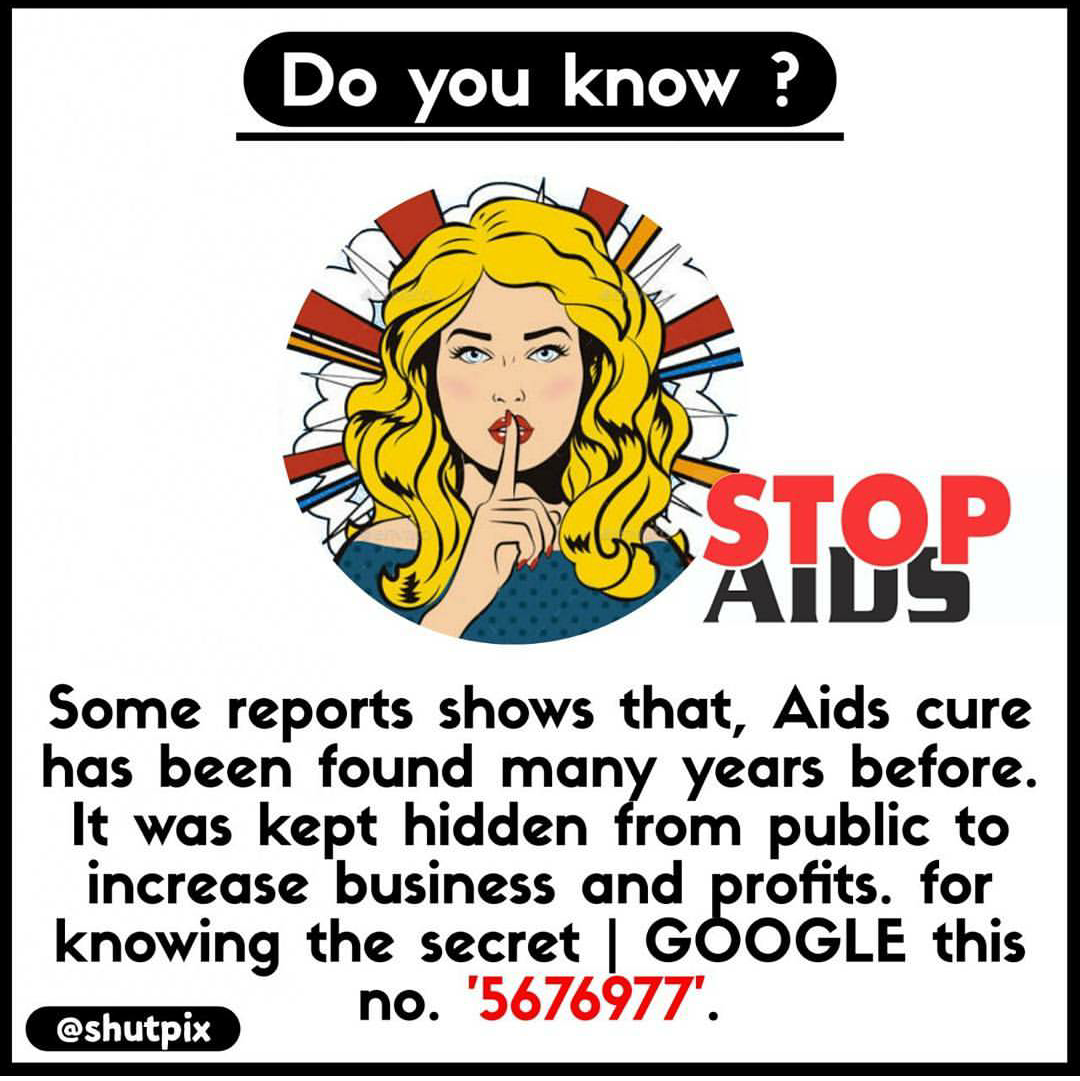 Do you know ?
STOP
AIDS
Some reports shows that, Aids cure
has been found many years before.
It was kept hidden from public to
increase business and profits. for
knowing the secret | GOOGLE this
no. '5676977'.
@shutpix